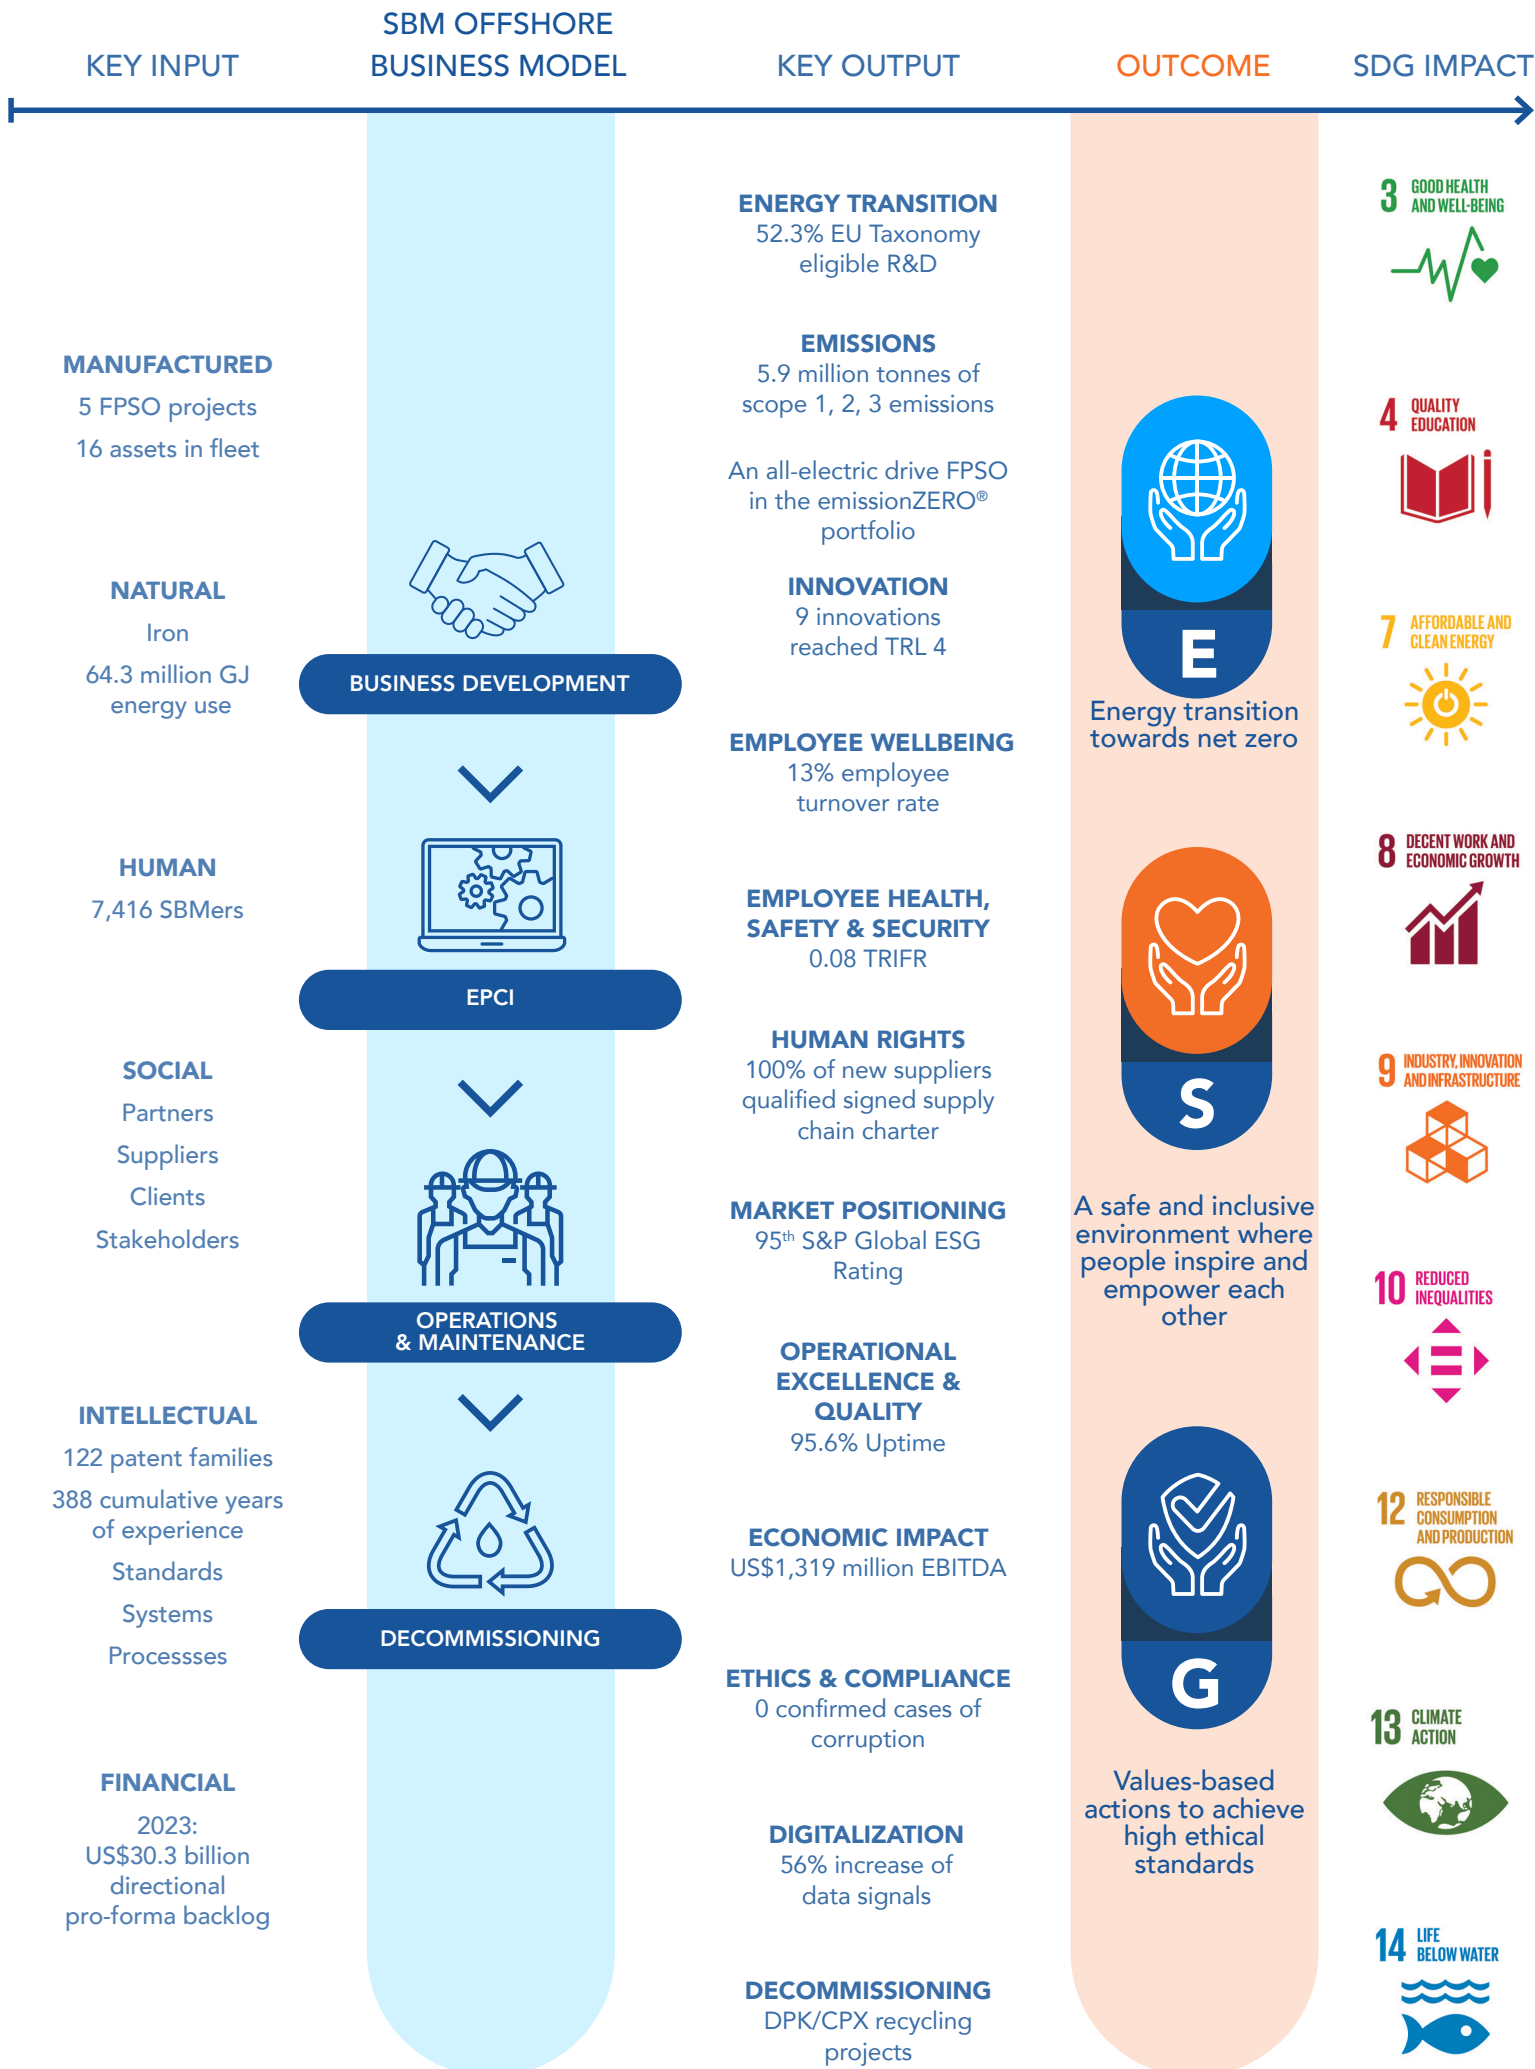 KEY INPUT
SBM OFFSHORE
BUSINESS MODEL
KEY OUTPUT
OUTCOME
SDG IMPACT
MANUFACTURED
5 FPSO projects
16 assets in fleet
NATURAL
Iron
64.3 million GJ
energy use
HUMAN
7,416 SBMers
SOCIAL
Partners
Suppliers
Clients
Stakeholders
INTELLECTUAL
122 patent families
388 cumulative years
of experience
Standards
Systems
Processses
FINANCIAL
2023:
US$30.3 billion
directional
pro-forma backlog
BUSINESS DEVELOPMENT
EPCI
OPERATIONS
& MAINTENANCE
DECOMMISSIONING
ENERGY TRANSITION
52.3% EU Taxonomy
eligible R&D
EMISSIONS
5.9 million tonnes of
scope 1, 2, 3 emissions
An all-electric drive FPSO
in the emissionZERO®
portfolio
INNOVATION
9 innovations
reached TRL 4
EMPLOYEE WELLBEING
13% employee
turnover rate
EMPLOYEE HEALTH,
SAFETY & SECURITY
0.08 TRIFR
HUMAN RIGHTS
100% of new suppliers
qualified signed supply
chain charter
MARKET POSITIONING
95th S&P Global ESG
Rating
OPERATIONAL
EXCELLENCE &
QUALITY
95.6% Uptime
ECONOMIC IMPACT
US$1,319 million EBITDA
ETHICS & COMPLIANCE
0 confirmed cases of
corruption
DIGITALIZATION
56% increase of
data signals
DECOMMISSIONING
DPK/CPX recycling
projects
E
Energy transition
towards net zero
S
A safe and inclusive
environment where
people inspire and
empower each
other
G
Values-based
actions to achieve
high ethical
standards
3 GOOD HEALTH
AND WELL-BEING
4 QUALITY
EDUCATION
7 AFFORDABLE AND
CLEAN ENERGY
8 DECENT WORK AND
ECONOMIC GROWTH
9 INDUSTRY, INNOVATION
AND INFRASTRUCTURE
10 REDUCED
INEQUALITIES
12 RESPONSIBLE
CONSUMPTION
AND PRODUCTION
13 CLIMATE
ACTION
14 LIFE
BELOW WATER